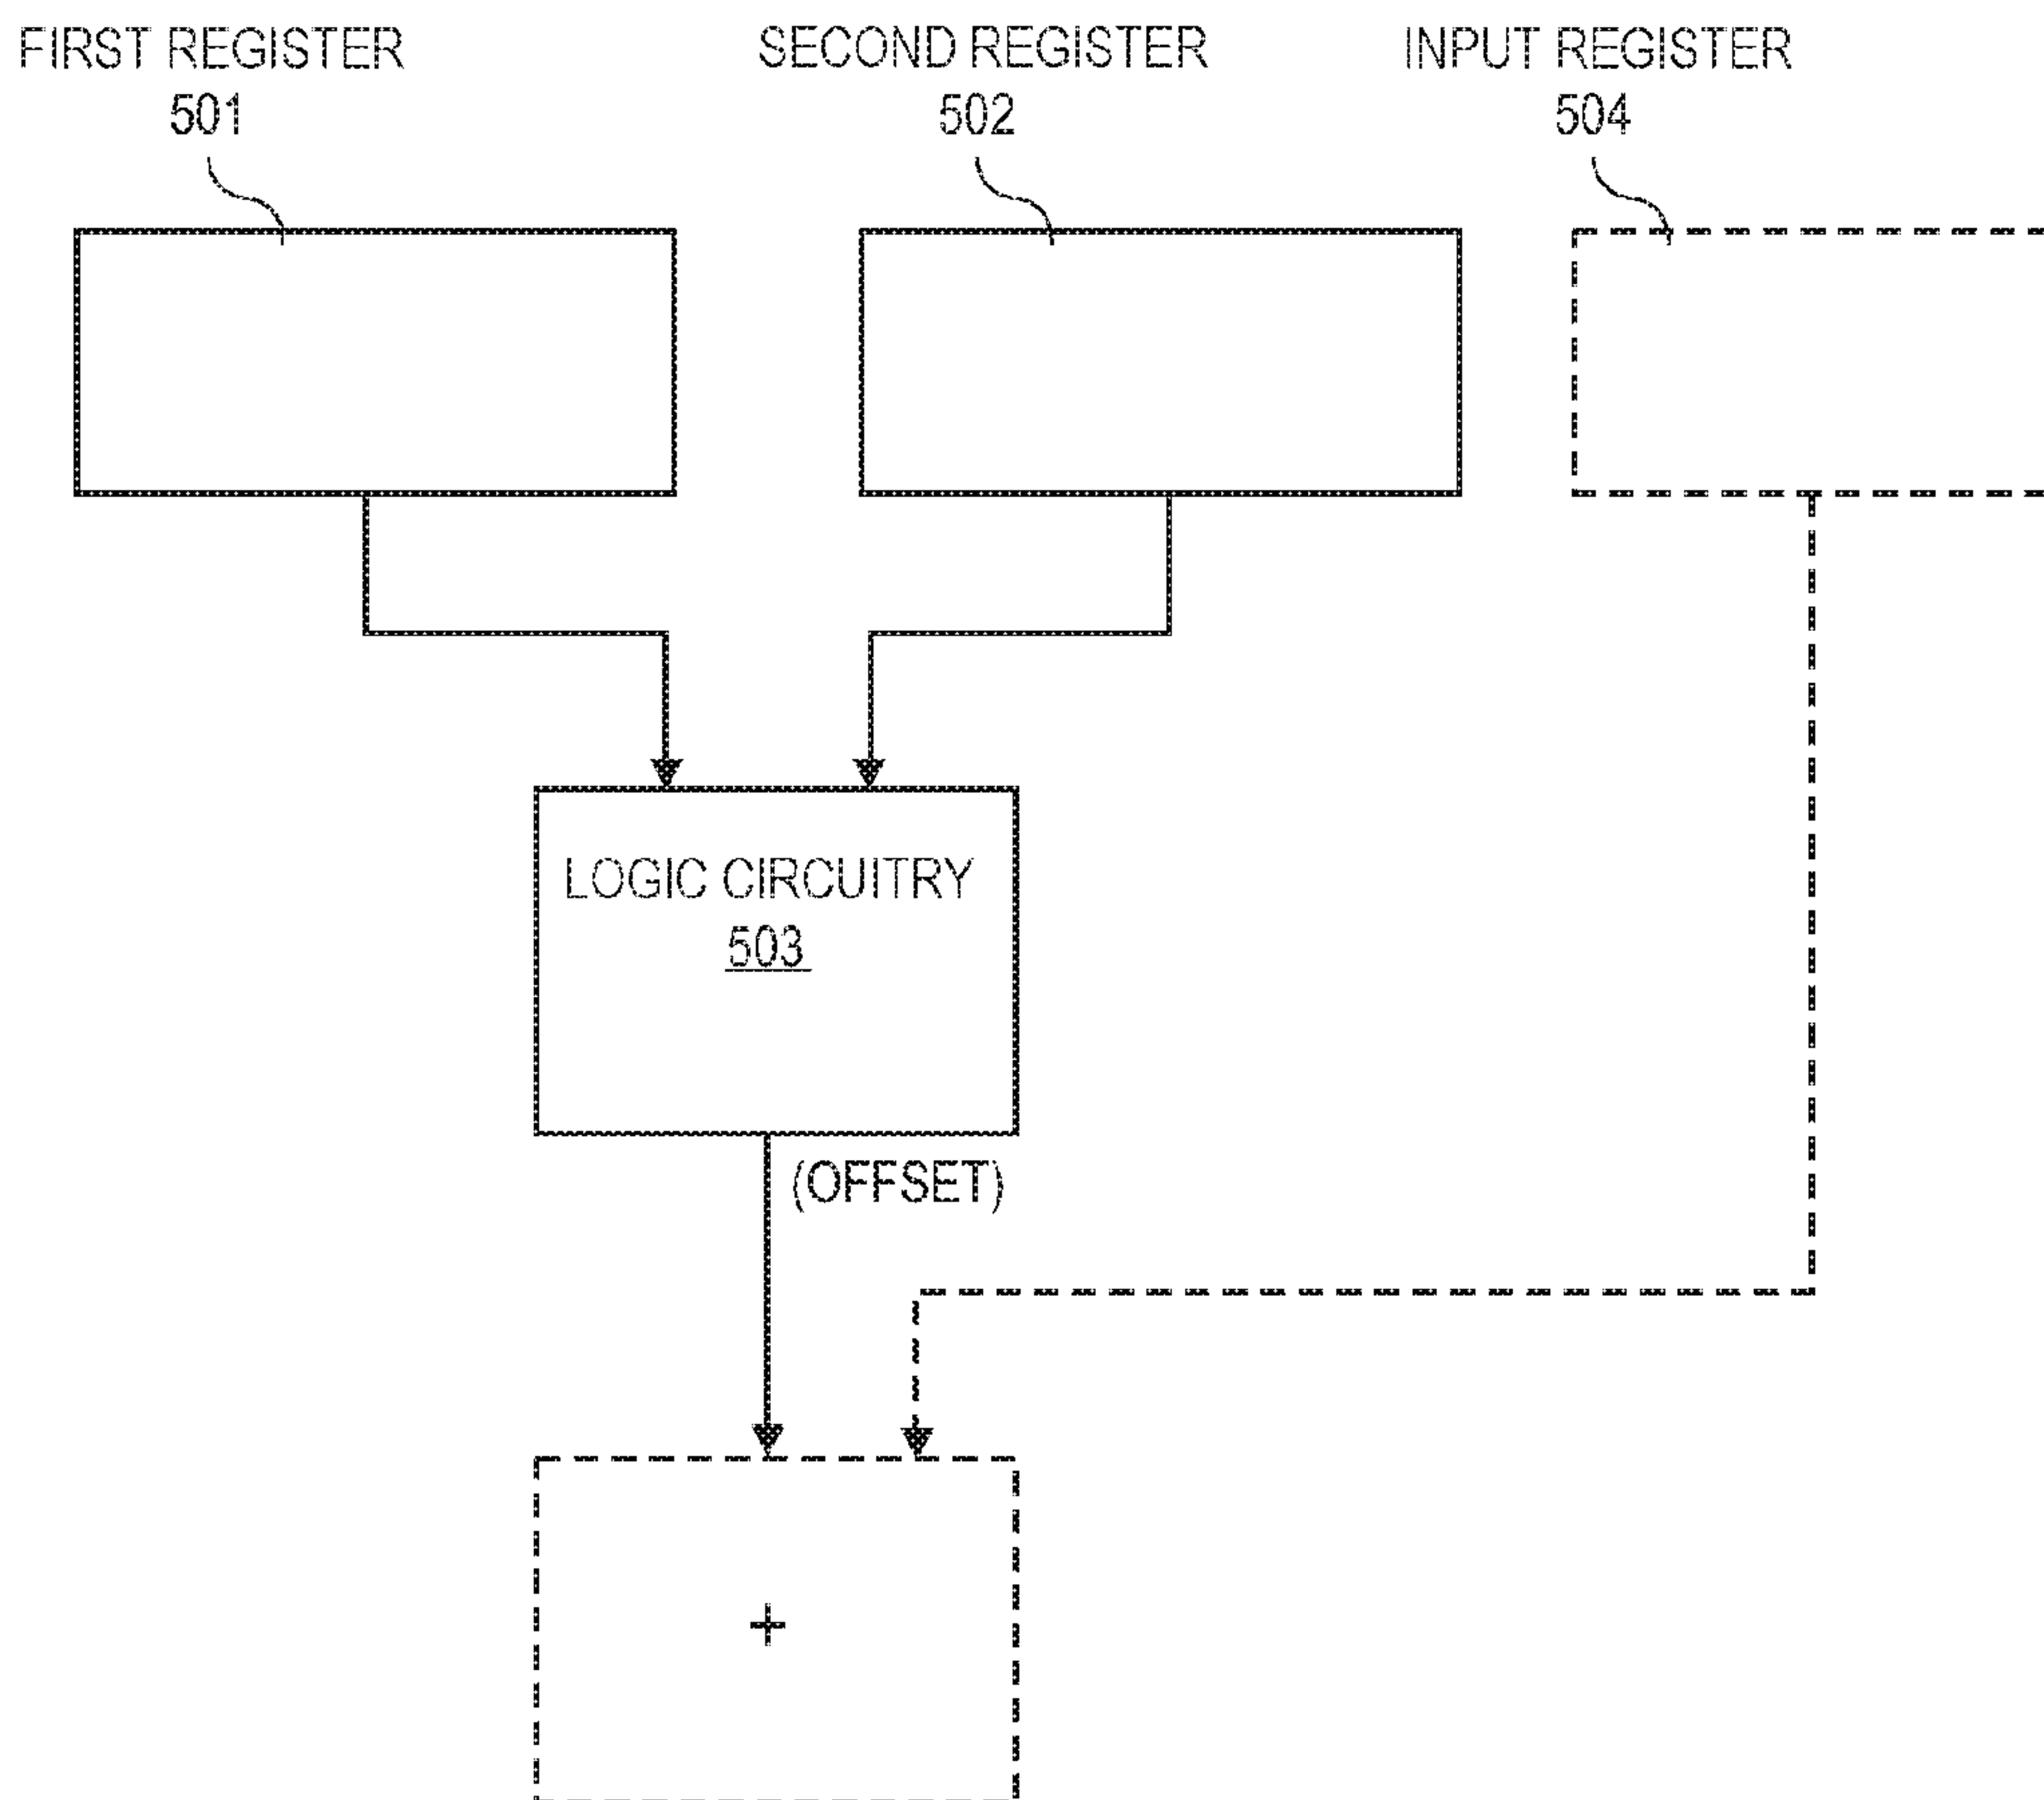 FIRST REGISTER
501
SECOND REGISTER
502
INPUT REGISTER
504
LOGIC CIRCUITRY
503
(OFFSET)
+